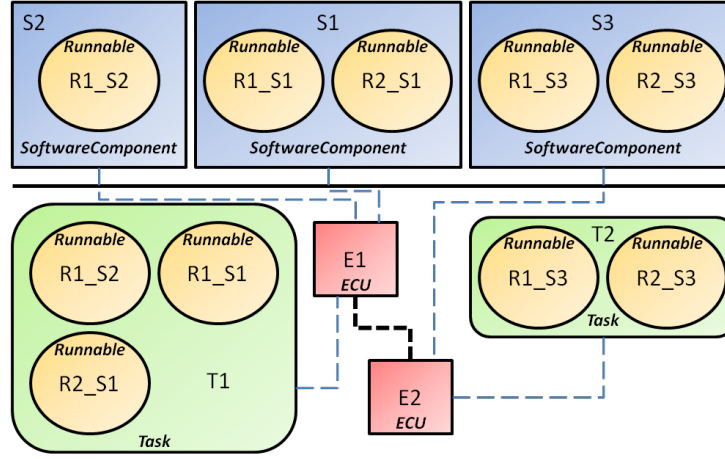 S2
Runnable
R1_S2
SoftwareComponent
S1
Runnable
R1_S1
Runnable
R2_S1
SoftwareComponent
S3
Runnable
R1_S3
Runnable
R2_S3
SoftwareComponent
Runnable
R1_S2
Runnable
R1_S1
Runnable
R2_S1
T1
Task
E1
ECU
E2
ECU
T2
Runnable
R1_S3
Runnable
R2_S3
Task